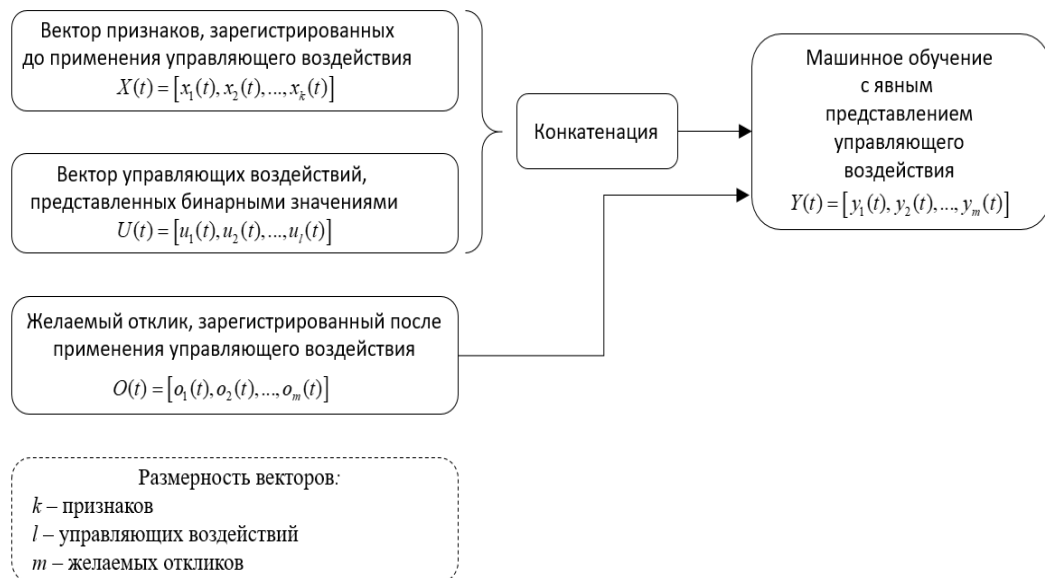 Вектор признаков, зарегистрированных
до применения управляющего воздействия
X(t) = [x₁(t), x₂(t),..., xₖ(t)]
Вектор управляющих воздействий,
представленных бинарными значениями
U(t) = [u₁(t), u₂(t),..., uₗ(t)]
Желаемый отклик, зарегистрированный после
применения управляющего воздействия
O(t) = [o₁(t), o₂(t),..., oₘ(t)]
Конкатенация
Машинное обучение
с явным
представлением
управляющего
воздействия
Y(t) = [y₁(t), y₂(t),..., yₘ(t)]
Размерность векторов:
k – признаков
l – управляющих воздействий
m – желаемых откликов